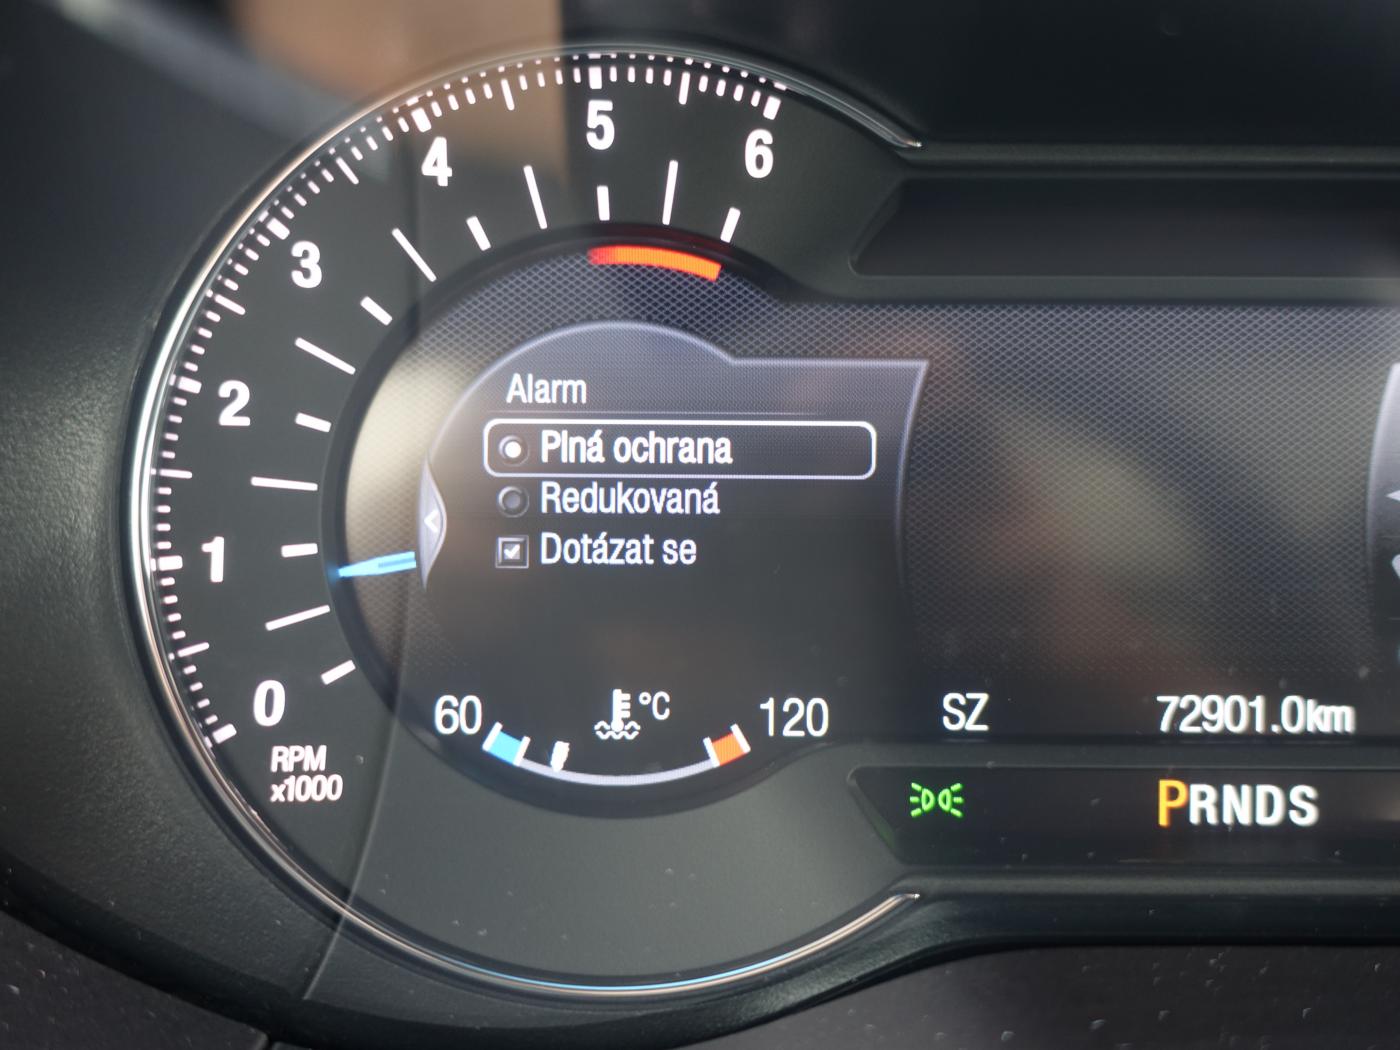 5
4
6
3
2
1
0
RPM
x1000
Alarm
Plná ochrana
Redukovaná
Dotázat se
60
°C
120
SZ
72901.0km
PRNDS